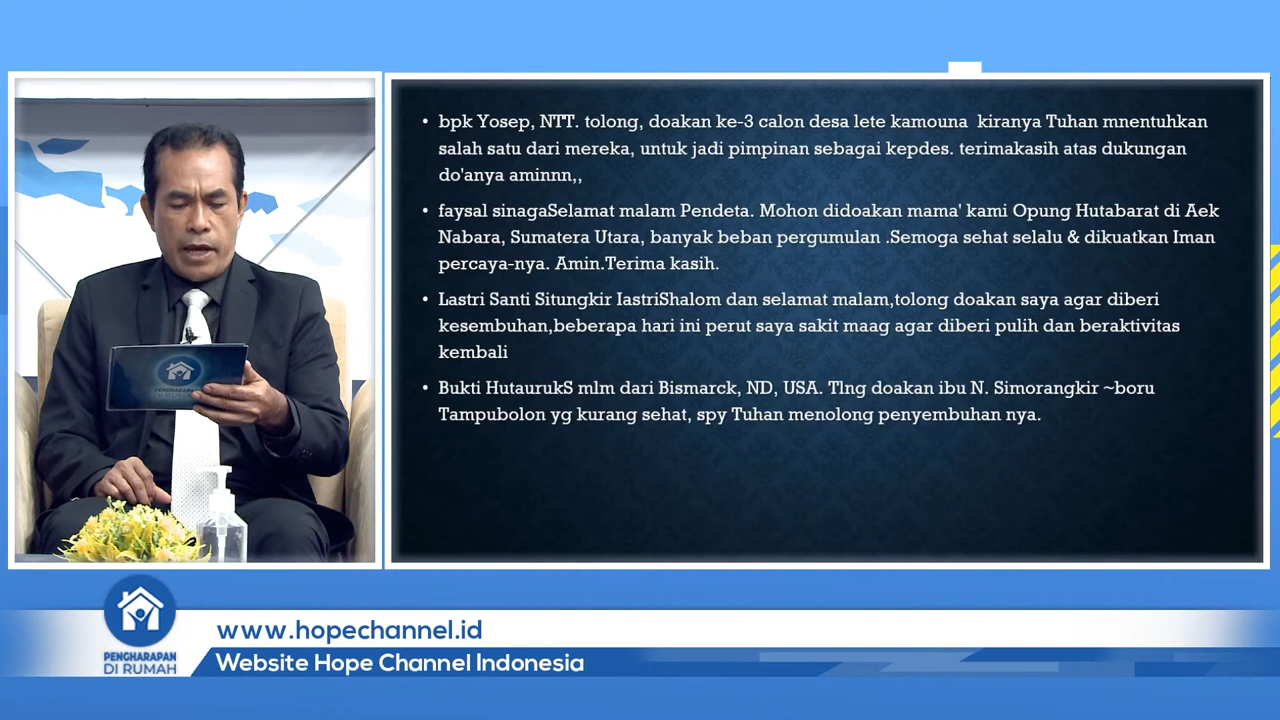 bpk Yosep, NTT. tolong, doakan ke-3 calon desa lete kamouna kiranya Tuhan mnentuhkan
salah satu dari mereka, untuk jadi pimpinan sebagai kepdes. terimakasih atas dukungan
do'anya aminnn,,
faysal sinagaSelamat malam Pendeta. Mohon didoakan mama' kami Opung Hutabarat di Aek
Nabara, Sumatera Utara, banyak beban pergumulan .Semoga sehat selalu & dikuatkan Iman
percaya-nya. Amin.Terima kasih.
Lastri Santi Situngkir IastriShalom dan selamat malam,tolong doakan saya agar diberi
kesembuhan,beberapa hari ini perut saya sakit maag agar diberi pulih dan beraktivitas
kembali
Bukti HutaurukS mlm dari Bismarck, ND, USA. Tlng doakan ibu N. Simorangkir ~boru
Tampubolon yg kurang sehat, spy Tuhan menolong penyembuhan nya.
PENGHARAPAN
DI RUMAH
www.hopechannel.id
Website Hope Channel Indonesia
PENGHARAPAN
DI RUMAH